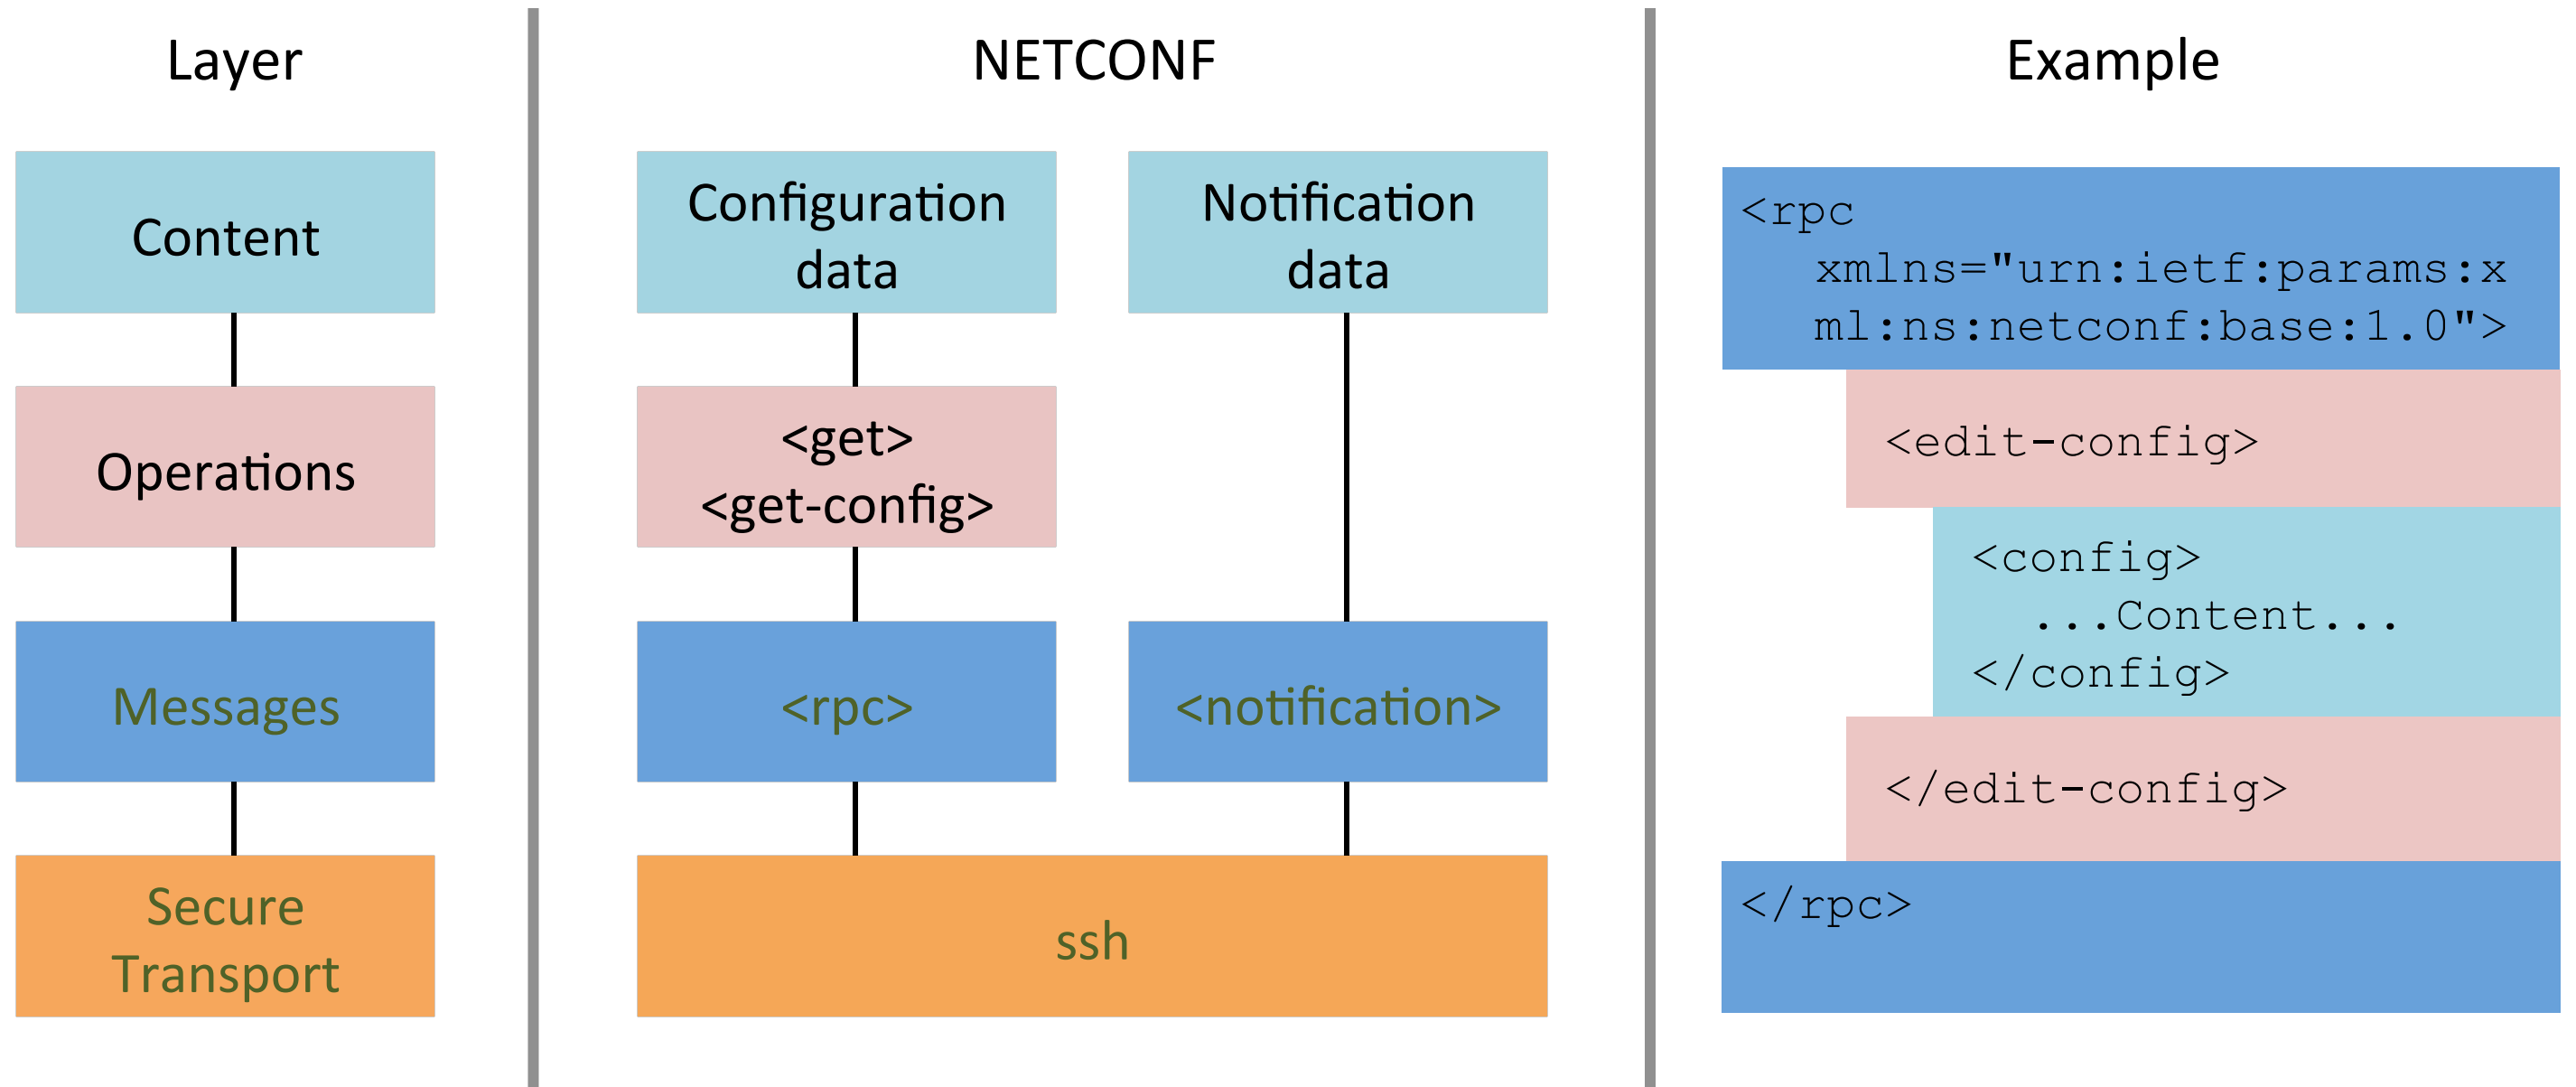 Layer
NETCONF
Example
Content
Operations
Messages
Secure
Transport
Configuration
data
<get>
<get-config>
<rpc>
Notification
data
<notification>
ssh
<rpc
xmlns="urn:ietf:params:x
ml:ns:netconf:base:1.0">
<edit-config>
<config>
...Content...
</config>
</edit-config>
</rpc>